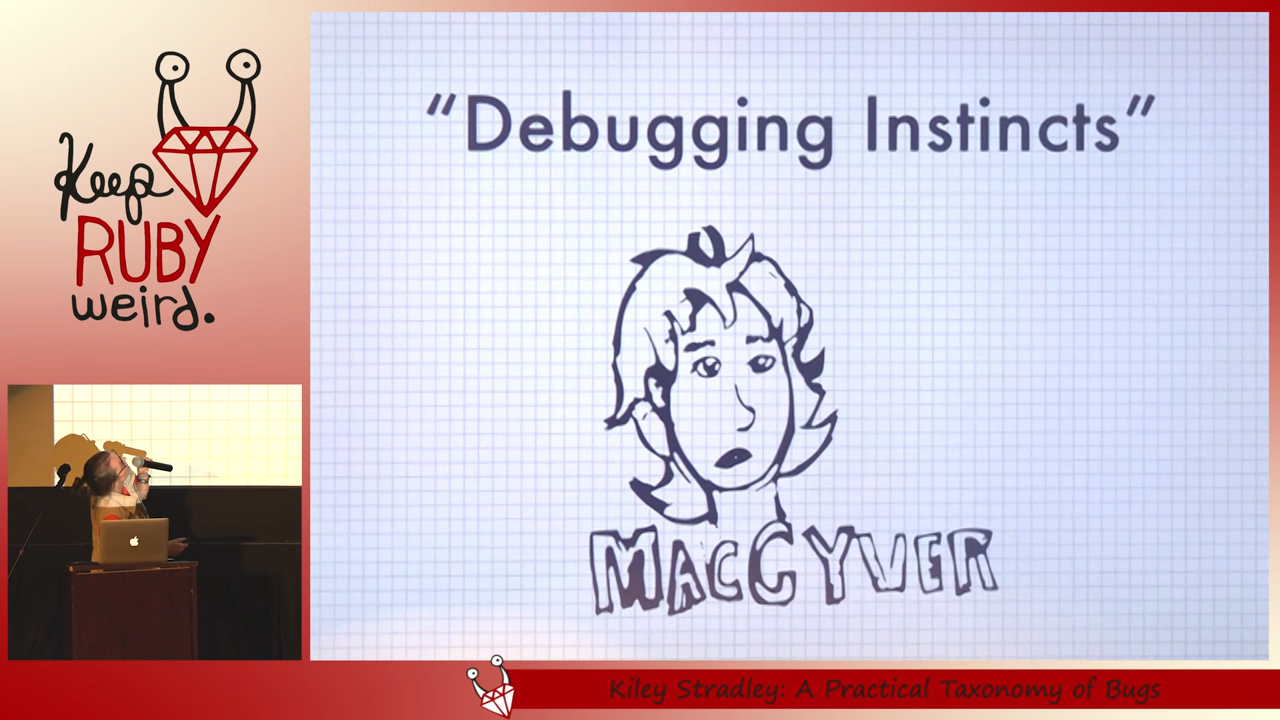 Keep
RUBY
weird.
“Debugging Instincts”
MACGYVER
Kiley Stradley: A Practical Taxonomy of Bugs